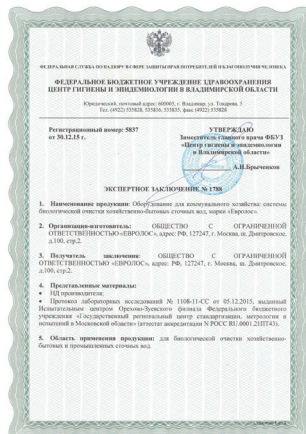 ФЕДЕРАЛЬНАЯ СЛУЖБА ПО НАДЗОРУ В СФЕРЕ ЗАЩИТЫ ПРАВ ПОТРЕБИТЕЛЕЙ И БЛАГОПОЛУЧИЯ ЧЕЛОВЕКА
ФЕДЕРАЛЬНОЕ БЮДЖЕТНОЕ УЧРЕЖДЕНИЕ ЗДРАВООХРАНЕНИЯ
ЦЕНТР ГИГИЕНЫ И ЭПИДЕМИОЛОГИИ В ВЛАДИМИРСКОЙ ОБЛАСТИ
Юридический, почтовый адрес: 600005, г. Владимир, ул. Токарева, 5
Тел. (4922) 535828, 535836, 535835, факс (4922) 535828
Регистрационный номер: 5837
от 30.12.15 г.
УТВЕРЖДАЮ
Заместитель главного врача ФБУЗ
«Центр гигиены и эпидемиологии
в Владимирской области»
А.Н.Брыченков
ЭКСПЕРТНОЕ ЗАКЛЮЧЕНИЕ № 1788
1. Наименование продукции: Оборудование для коммунального хозяйства: системы
биологической очистки хозяйственно-бытовых сточных вод, марки «Евролос».
2. Организация-изготовитель: ОБЩЕСТВО С ОГРАНИЧЕННОЙ
ОТВЕТСТВЕННОСТЬЮ «ЕВРОЛОС», адрес: РФ, 127247, г. Москва, ш. Дмитровское,
д.100, стр.2.
3. Получатель заключения: ОБЩЕСТВО С ОГРАНИЧЕННОЙ
ОТВЕТСТВЕННОСТЬЮ «ЕВРОЛОС», адрес: РФ, 127247, г. Москва, ш. Дмитровское,
д.100, стр.2.
4. Представленные материалы:
• НД производителя;
• Протокол лабораторных исследований № 1108-11-СС от 05.12.2015, выданный
Испытательным центром Орехово-Зуевского филиала Федерального бюджетного
учреждения «Государственный региональный центр стандартизации, метрологии и
испытаний в Московской области» (аттестат аккредитации N РОСС RU.0001.21ПТ43).
5. Область применения продукции: для биологической очистки хозяйственно-
бытовых и промышленных сточных вод.